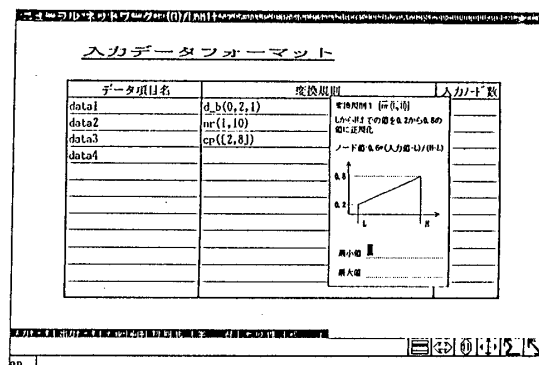 入力データフォーマット
データ項目名 変換規則 入力ノード数
data1 d_b(0,2,1)
data2 nr(1,10)
data3 cp([2,8])
data4
変換規則1 [nr(l,h)]
LからHまでの値を0.2から0.8の
値に正規化
ノード値:0.6*(入力値-L)/(H-L)
0.8
0.2
L H
最小値
最大値